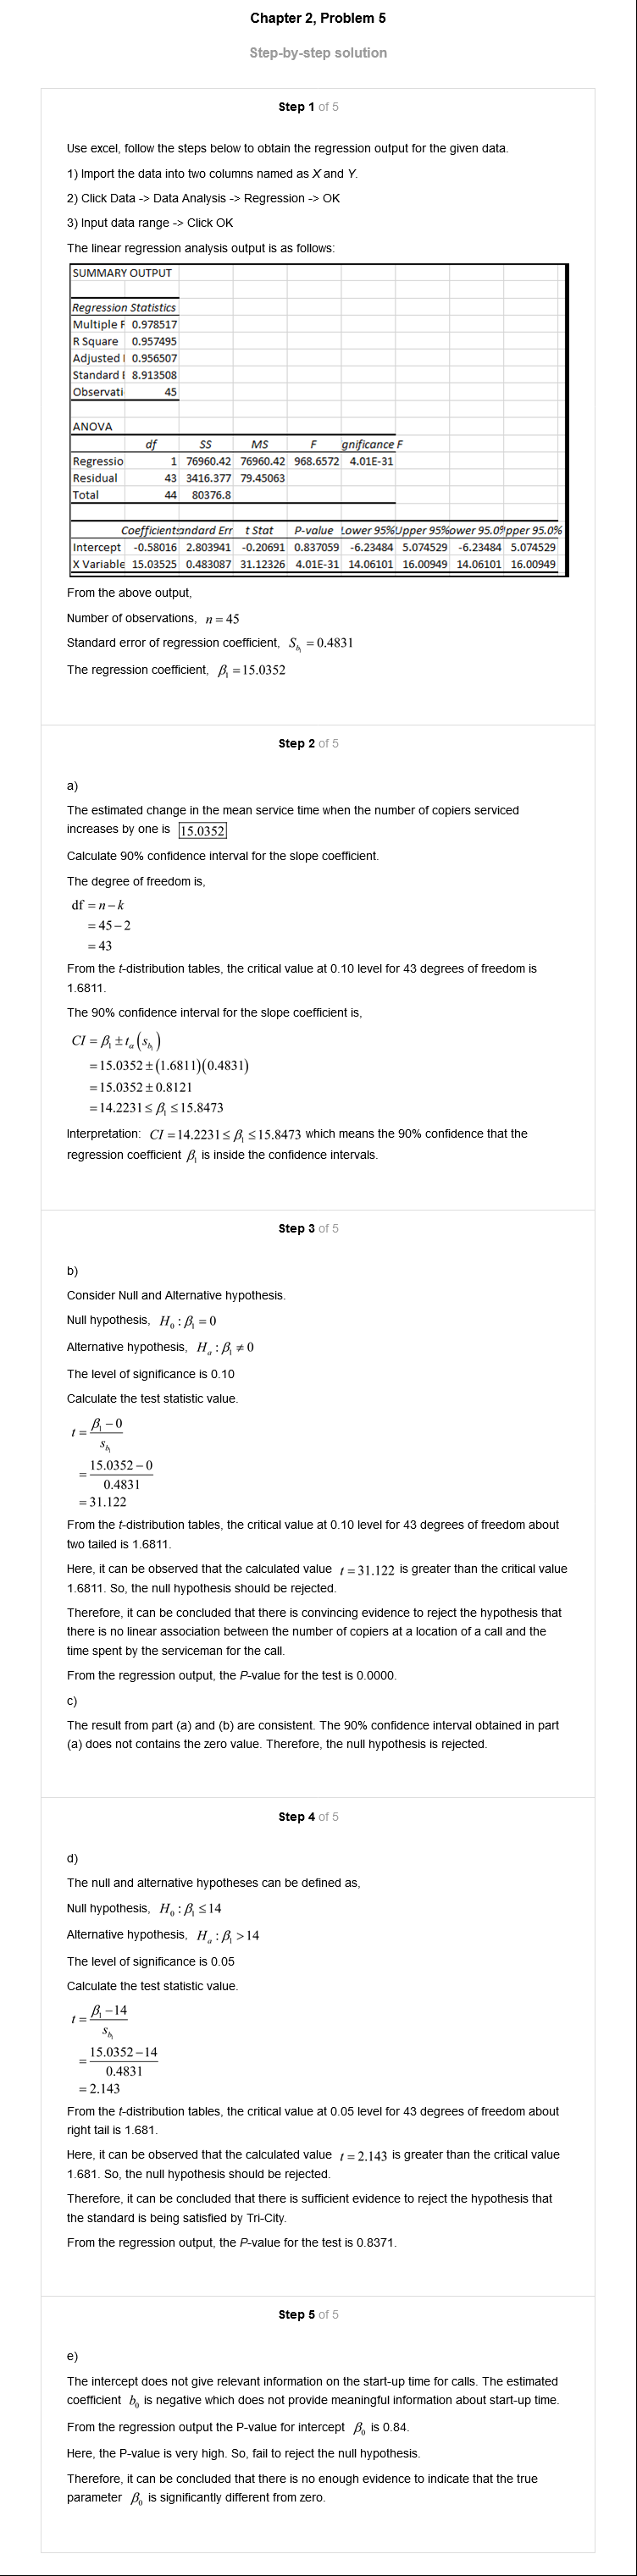 Chapter 2, Problem 5
Step-by-step solution
Step 1 of 5
Use excel, follow the steps below to obtain the regression output for the given data.
1) Import the data into two columns named as X and Y.
2) Click Data -> Data Analysis -> Regression -> OK
3) Input data range -> Click OK
The linear regression analysis output is as follows:
SUMMARY OUTPUT
Regression Statistics
Multiple F 0.978517
R Square 0.957495
Adjusted I 0.956507
Standard E 8.913508
Observati 45
ANOVA
df SS MS F gnificance F
Regressio 1 76960.42 76960.42 968.6572 4.01E-31
Residual 43 3416.377 79.45063
Total 44 80376.8
Coefficients andard Err t Stat P-value Lower 95% Upper 95% ower 95.0% pper 95.0%
Intercept -0.58016 2.803941 -0.20691 0.837059 -6.23484 5.074529 -6.23484 5.074529
X Variable 15.03525 0.483087 31.12326 4.01E-31 14.06101 16.00949 14.06101 16.00949
From the above output,
Number of observations, n = 45
Standard error of regression coefficient, S_{b_1} = 0.4831
The regression coefficient, β₁ = 15.0352
Step 2 of 5
a)
The estimated change in the mean service time when the number of copiers serviced
increases by one is 15.0352
Calculate 90% confidence interval for the slope coefficient.
The degree of freedom is,
df = n − k
= 45 − 2
= 43
From the t-distribution tables, the critical value at 0.10 level for 43 degrees of freedom is
1.6811.
The 90% confidence interval for the slope coefficient is,
CI = β₁ ± t_α (s_{b_1})
= 15.0352 ± (1.6811)(0.4831)
= 15.0352 ± 0.8121
= 14.2231 ≤ β₁ ≤ 15.8473
Interpretation: CI = 14.2231 ≤ β₁ ≤ 15.8473 which means the 90% confidence that the
regression coefficient β₁ is inside the confidence intervals.
Step 3 of 5
b)
Consider Null and Alternative hypothesis.
Null hypothesis, H₀ : β₁ = 0
Alternative hypothesis, H_a : β₁ ≠ 0
The level of significance is 0.10
Calculate the test statistic value.
t = (β₁ − 0) / s_{b_1}
= (15.0352 − 0) / 0.4831
= 31.122
From the t-distribution tables, the critical value at 0.10 level for 43 degrees of freedom about
two tailed is 1.6811.
Here, it can be observed that the calculated value t = 31.122 is greater than the critical value
1.6811. So, the null hypothesis should be rejected.
Therefore, it can be concluded that there is convincing evidence to reject the hypothesis that
there is no linear association between the number of copiers at a location of a call and the
time spent by the serviceman for the call.
From the regression output, the P-value for the test is 0.0000.
c)
The result from part (a) and (b) are consistent. The 90% confidence interval obtained in part
(a) does not contains the zero value. Therefore, the null hypothesis is rejected.
Step 4 of 5
d)
The null and alternative hypotheses can be defined as,
Null hypothesis, H₀ : β₁ ≤ 14
Alternative hypothesis, H_a : β₁ > 14
The level of significance is 0.05
Calculate the test statistic value.
t = (β₁ − 14) / s_{b_1}
= (15.0352 − 14) / 0.4831
= 2.143
From the t-distribution tables, the critical value at 0.05 level for 43 degrees of freedom about
right tail is 1.681.
Here, it can be observed that the calculated value t = 2.143 is greater than the critical value
1.681. So, the null hypothesis should be rejected.
Therefore, it can be concluded that there is sufficient evidence to reject the hypothesis that
the standard is being satisfied by Tri-City.
From the regression output, the P-value for the test is 0.8371.
Step 5 of 5
e)
The intercept does not give relevant information on the start-up time for calls. The estimated
coefficient b₀ is negative which does not provide meaningful information about start-up time.
From the regression output the P-value for intercept β₀ is 0.84.
Here, the P-value is very high. So, fail to reject the null hypothesis.
Therefore, it can be concluded that there is no enough evidence to indicate that the true
parameter β₀ is significantly different from zero.